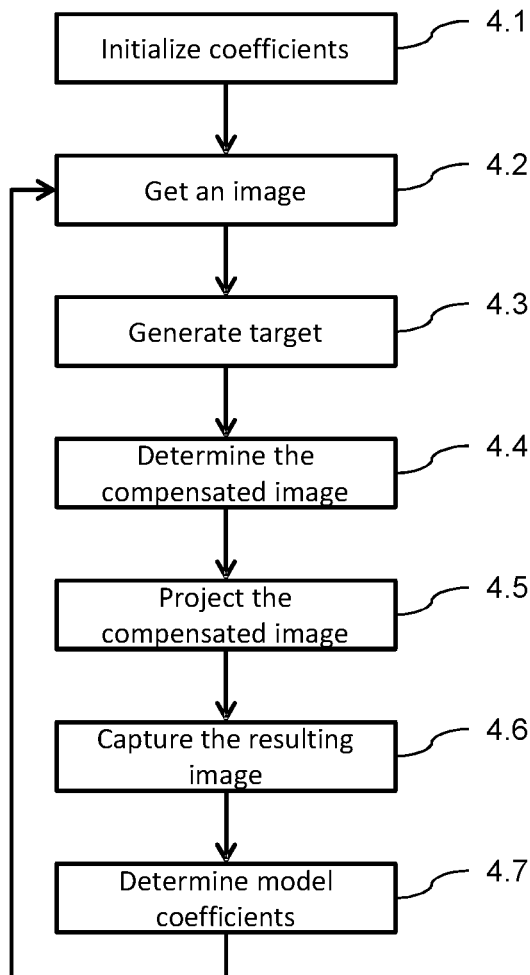 4.1
Initialize coefficients
4.2
Get an image
4.3
Generate target
4.4
Determine the
compensated image
4.5
Project the
compensated image
4.6
Capture the resulting
image
4.7
Determine model
coefficients